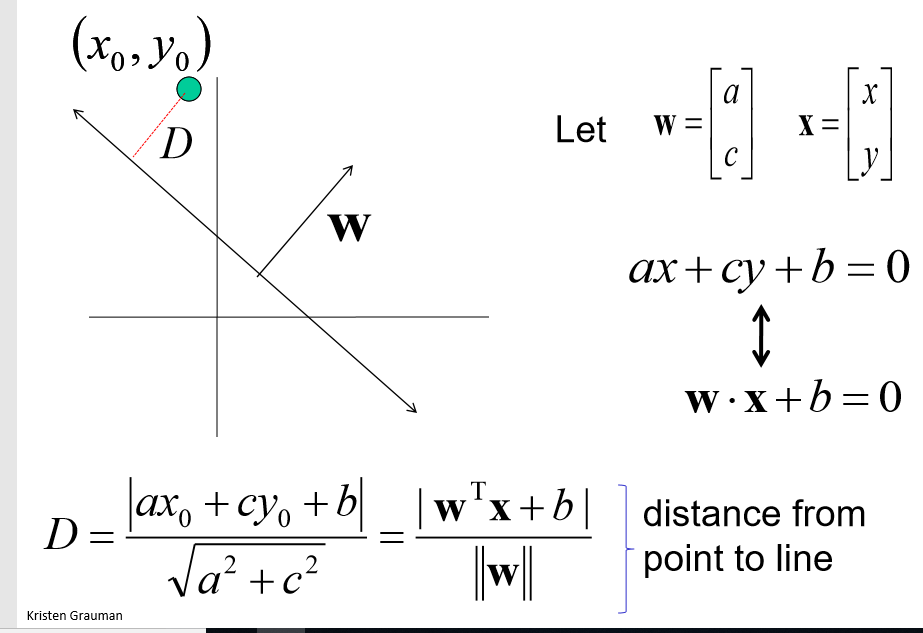 (x₀, y₀)
D
w
Let w = [a c] x = [x y]
ax + cy + b = 0
w · x + b = 0
D = |ax₀ + cy₀ + b| / √(a² + c²) = |wᵀx + b| / ‖w‖
distance from
point to line
Kristen Grauman